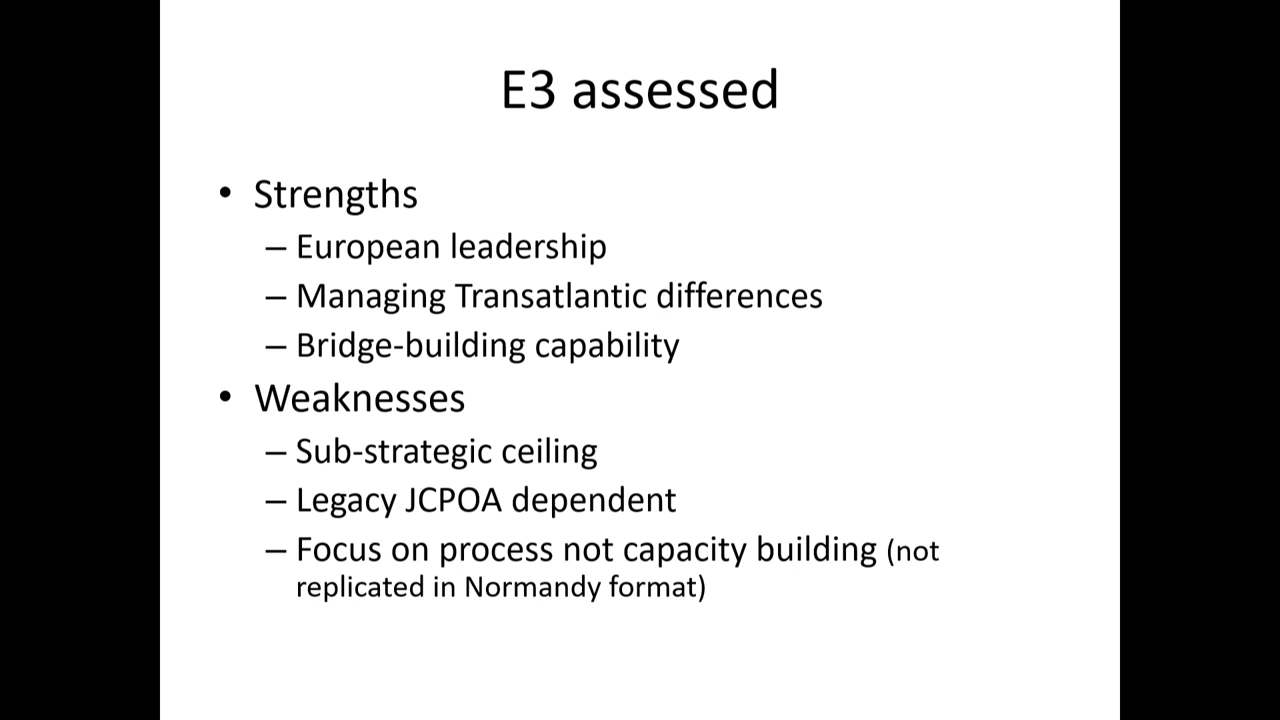 E3 assessed
• Strengths
– European leadership
– Managing Transatlantic differences
– Bridge-building capability
• Weaknesses
– Sub-strategic ceiling
– Legacy JCPOA dependent
– Focus on process not capacity building (not
replicated in Normandy format)